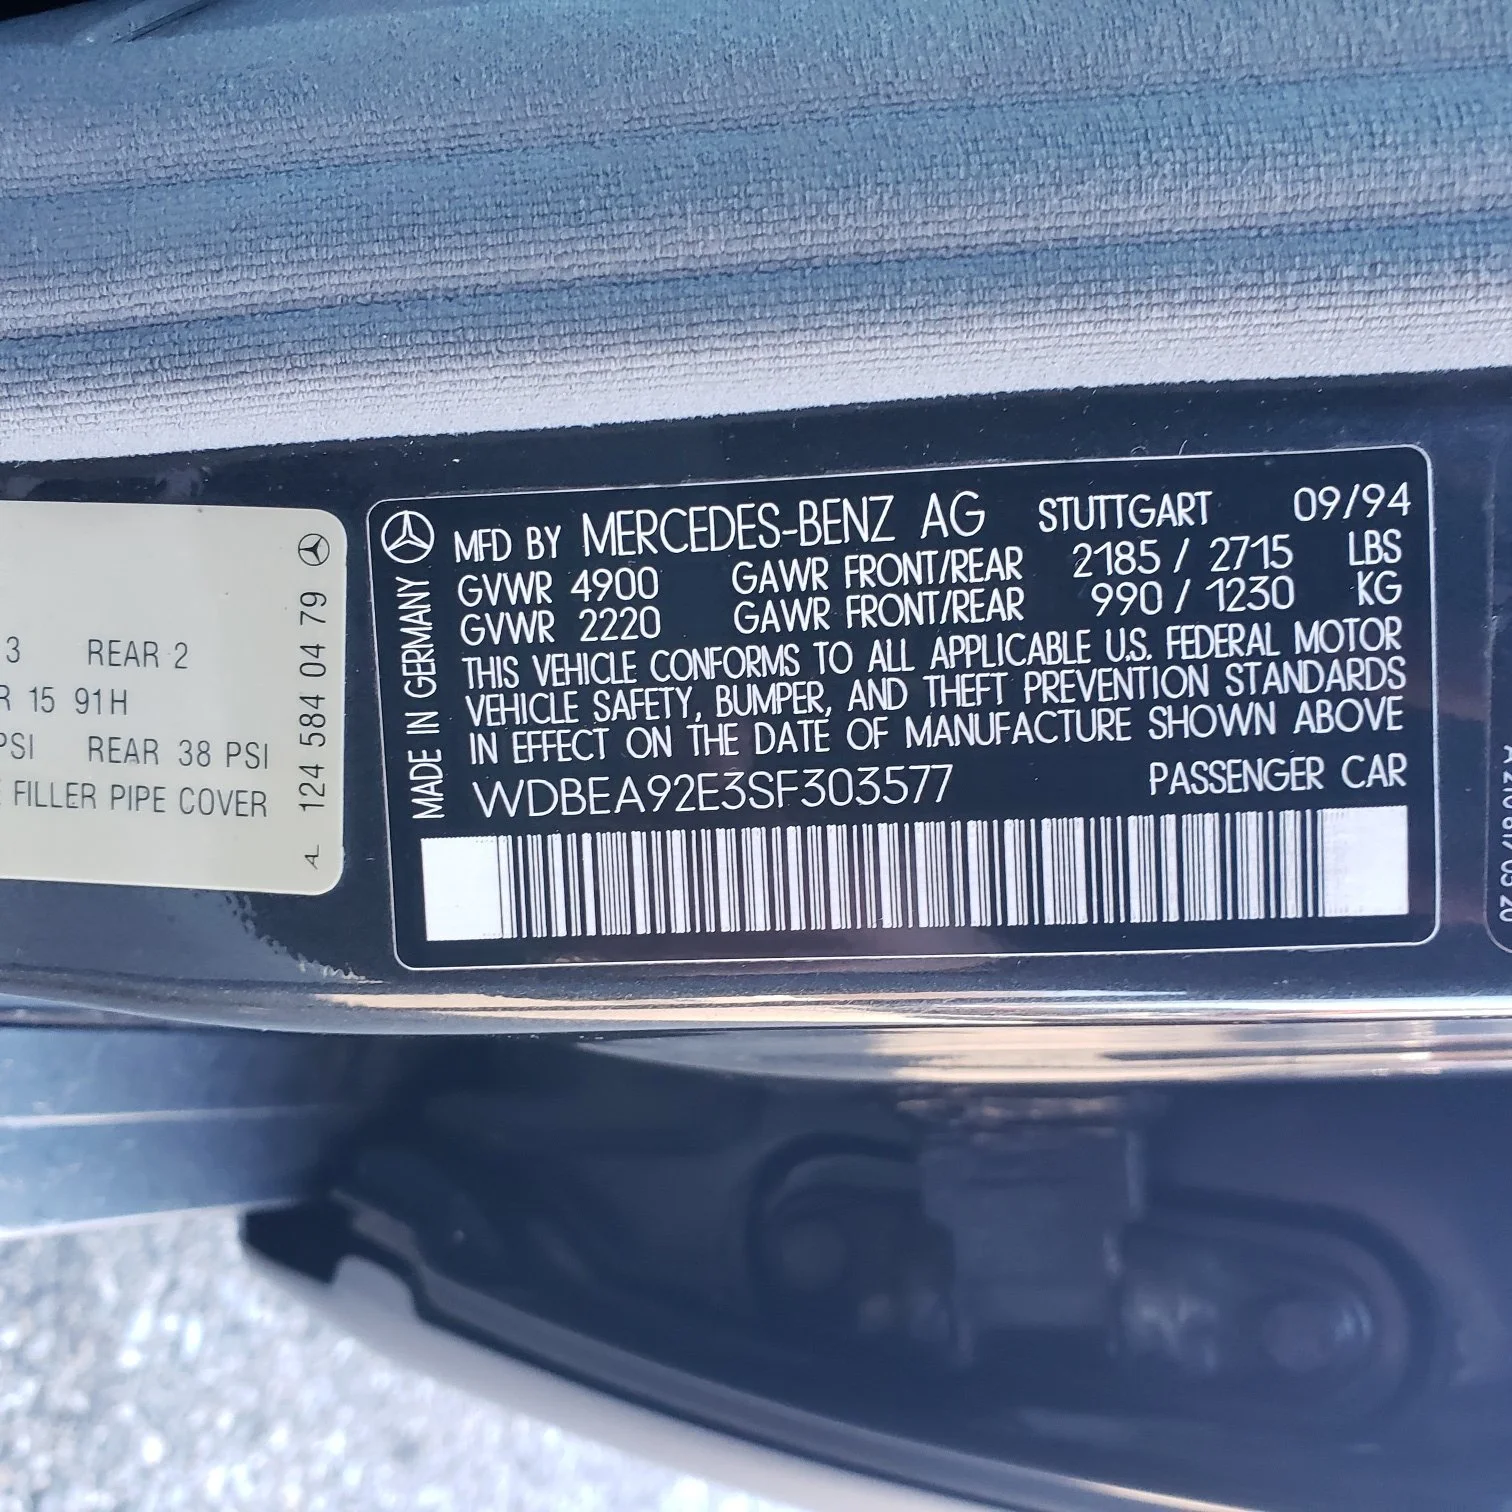 3 REAR 2
R 15 91H
PSI REAR 38 PSI
FILLER PIPE COVER
A 124 584 04 79
MADE IN GERMANY
MFD BY MERCEDES-BENZ AG STUTTGART 09/94
GVWR 4900 GAWR FRONT/REAR 2185 / 2715 LBS
GVWR 2220 GAWR FRONT/REAR 990 / 1230 KG
THIS VEHICLE CONFORMS TO ALL APPLICABLE U.S. FEDERAL MOTOR
VEHICLE SAFETY, BUMPER, AND THEFT PREVENTION STANDARDS
IN EFFECT ON THE DATE OF MANUFACTURE SHOWN ABOVE
WDBEA92E3SF303577 PASSENGER CAR